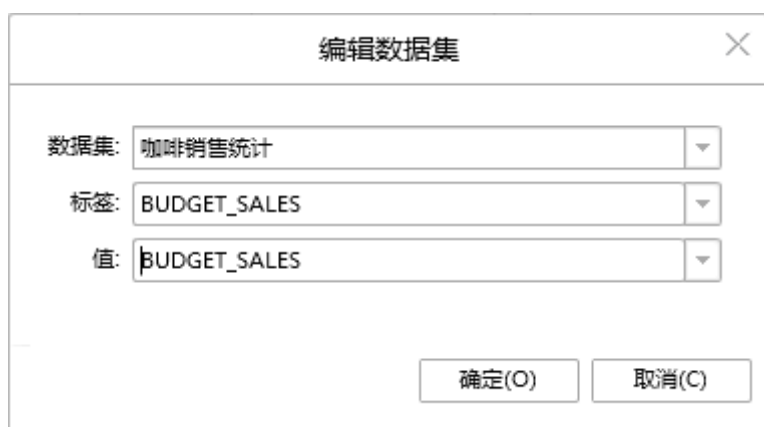 编辑数据集
数据集: 咖啡销售统计
标签: BUDGET_SALES
值: BUDGET_SALES
确定(O) 取消(C)